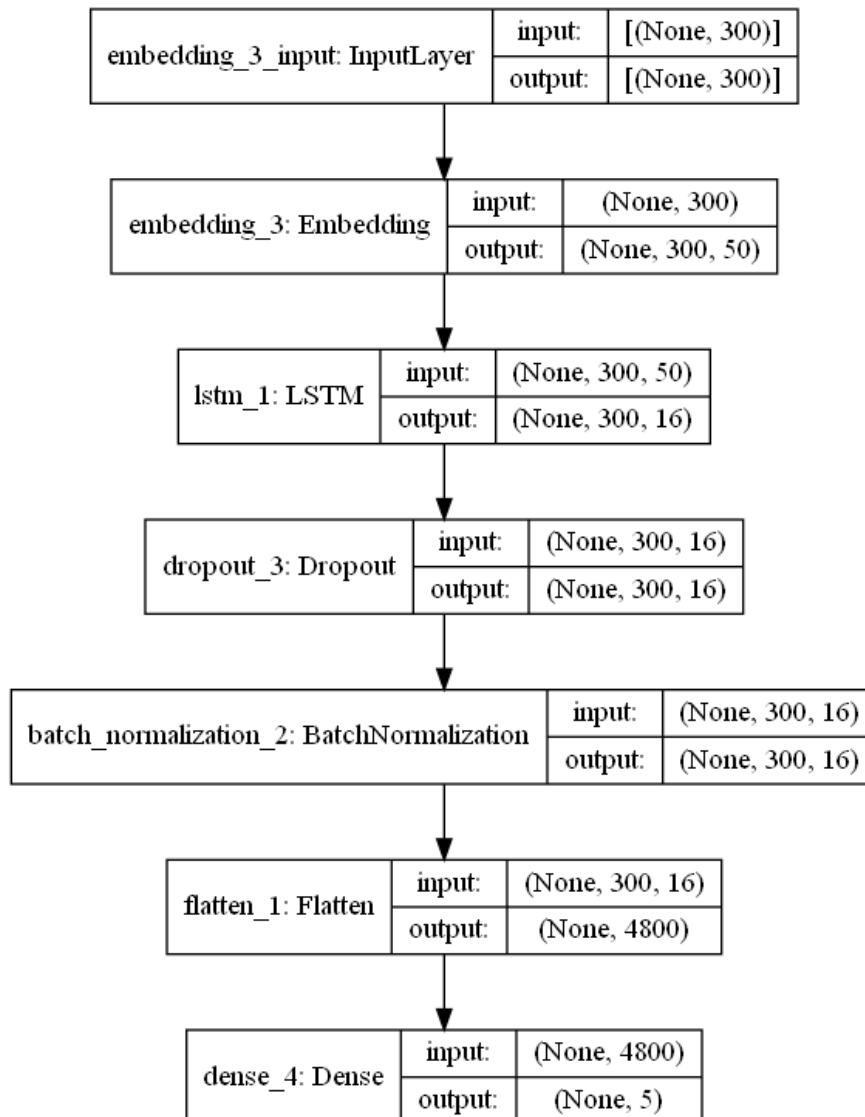 embedding_3_input: InputLayer
input: [(None, 300)]
output: [(None, 300)]
embedding_3: Embedding
input: (None, 300)
output: (None, 300, 50)
lstm_1: LSTM
input: (None, 300, 50)
output: (None, 300, 16)
dropout_3: Dropout
input: (None, 300, 16)
output: (None, 300, 16)
batch_normalization_2: BatchNormalization
input: (None, 300, 16)
output: (None, 300, 16)
flatten_1: Flatten
input: (None, 300, 16)
output: (None, 4800)
dense_4: Dense
input: (None, 4800)
output: (None, 5)